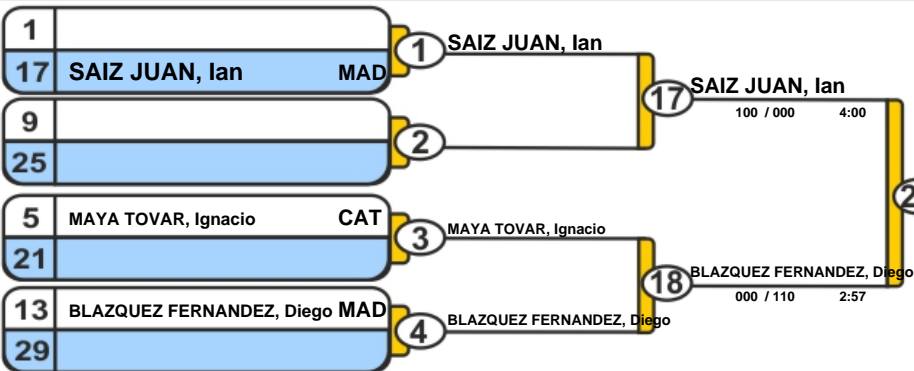 1
17 SAIZ JUAN, Ian MAD
1 SAIZ JUAN, Ian
9
25
2
17 SAIZ JUAN, Ian
100 / 000 4:00
5 MAYA TOVAR, Ignacio CAT
21
3 MAYA TOVAR, Ignacio
13 BLAZQUEZ FERNANDEZ, Diego MAD
29
4 BLAZQUEZ FERNANDEZ, Diego
18 BLAZQUEZ FERNANDEZ, Diego
000 / 110 2:57